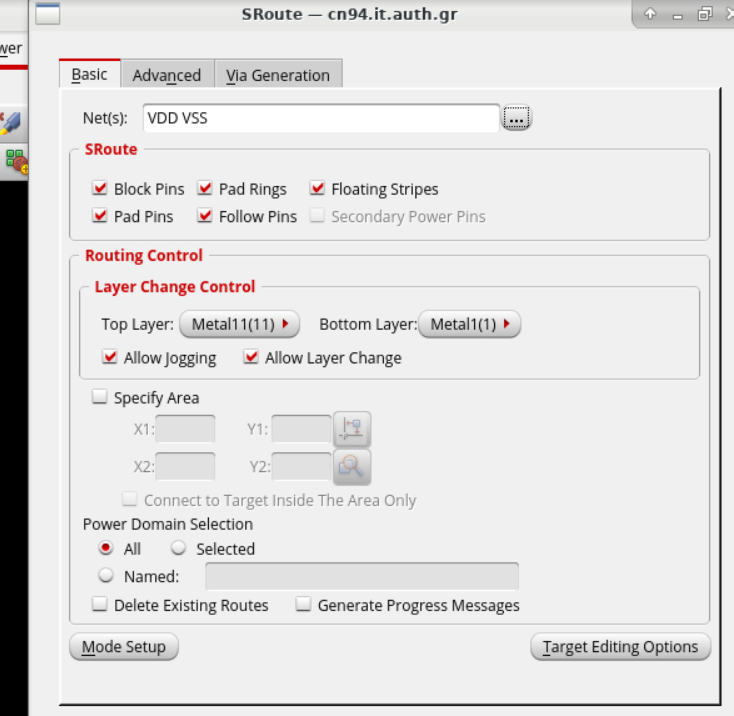 SRoute — cn94.it.auth.gr
wer
Basic Advanced Via Generation
Net(s): VDD VSS ...
SRoute
Block Pins Pad Rings Floating Stripes
Pad Pins Follow Pins Secondary Power Pins
Routing Control
Layer Change Control
Top Layer: Metal11(11) Bottom Layer: Metal1(1)
Allow Jogging Allow Layer Change
Specify Area
X1: Y1:
X2: Y2:
Connect to Target Inside The Area Only
Power Domain Selection
All Selected
Named:
Delete Existing Routes Generate Progress Messages
Mode Setup Target Editing Options